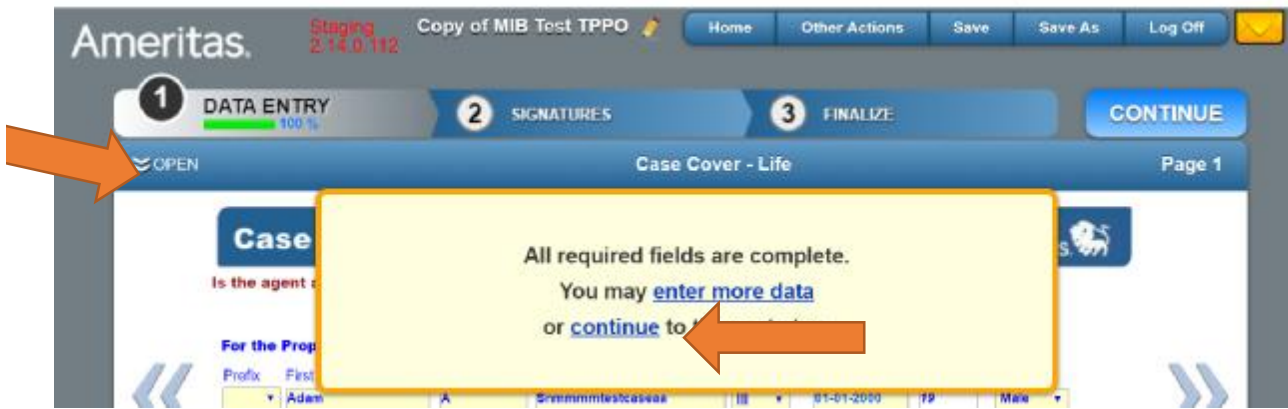 Ameritas.
Staging
2.14.0.112
Copy of MIB Test TPPO
Home
Other Actions
Save
Save As
Log Off
1
DATA ENTRY
100 %
2
SIGNATURES
3
FINALIZE
CONTINUE
OPEN
Case Cover - Life
Page 1
Case
s.
All required fields are complete.
You may enter more data
or continue to
Is the agent
For the Prop
Prefix
First
Adam
A
III
01-01-2000
19
Male